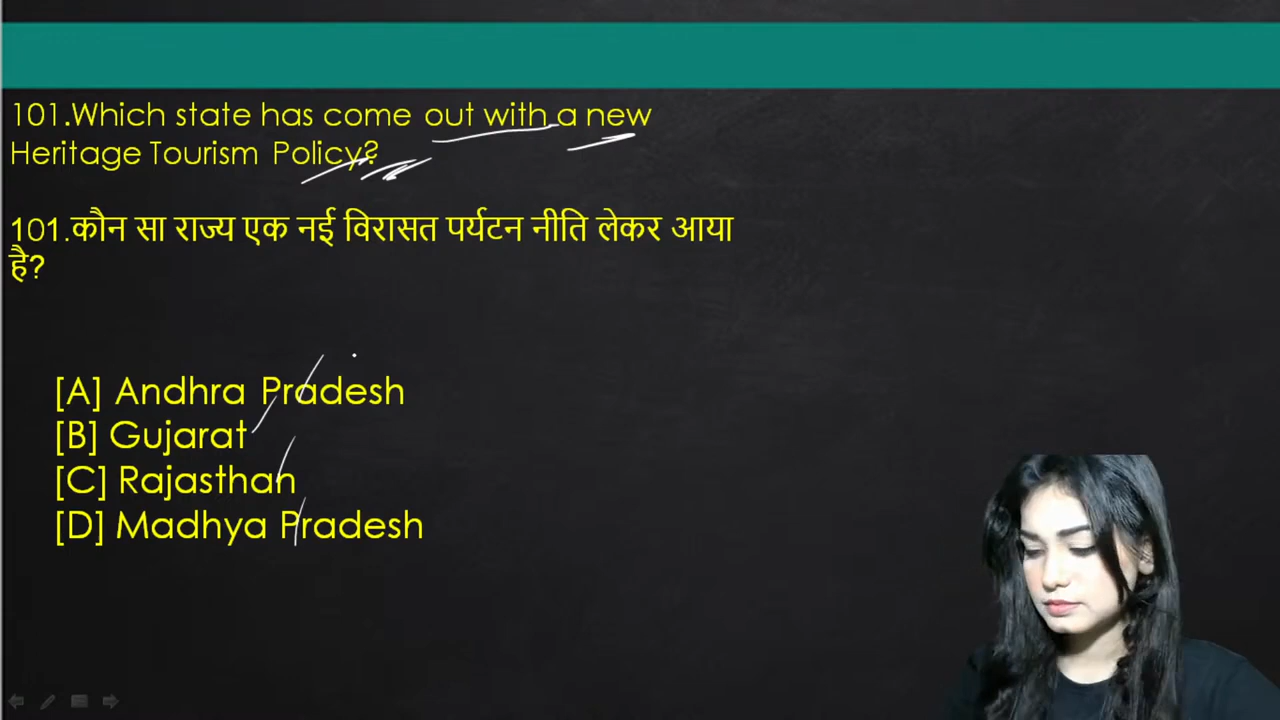 101.Which state has come out with a new
Heritage Tourism Policy?
101.कौन सा राज्य एक नई विरासत पर्यटन नीति लेकर आया
है?
[A] Andhra Pradesh
[B] Gujarat
[C] Rajasthan
[D] Madhya Pradesh